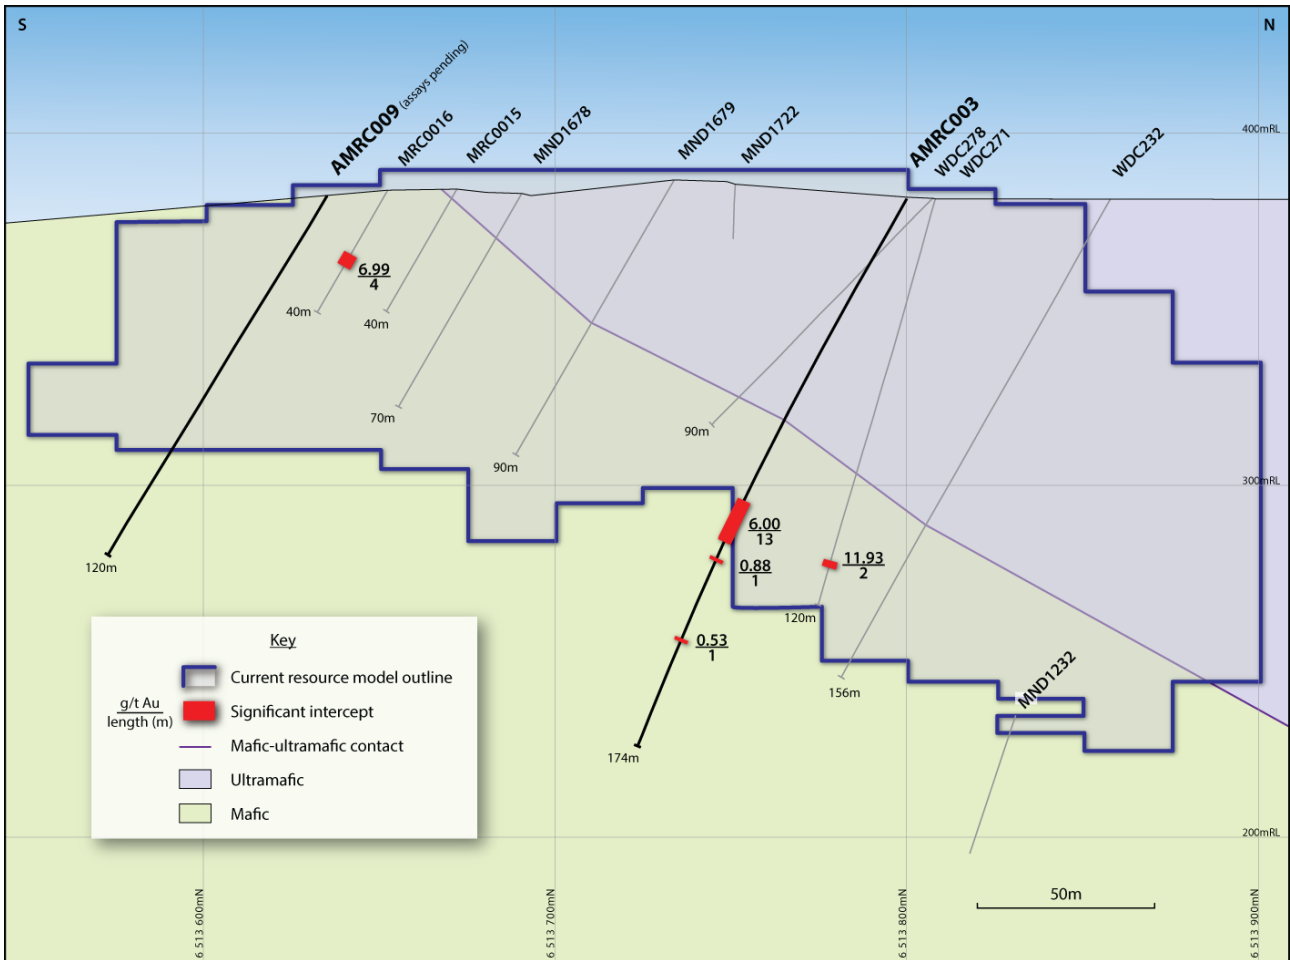 S
N
AMRC009 (assays pending)
MRC0016
MRC0015
MND1678
MND1679
MND1722
AMRC003
WDC278
WDC271
WDC232
400mRL
6.99
4
40m
40m
70m
90m
90m
300mRL
6.00
13
0.88
1
11.93
2
120m
120m
0.53
1
156m
MND1232
174m
Key
Current resource model outline
g/t Au
length (m)
Significant intercept
Mafic-ultramafic contact
Ultramafic
Mafic
200mRL
50m
6 513 600mN
6 513 700mN
6 513 800mN
6 513 900mN